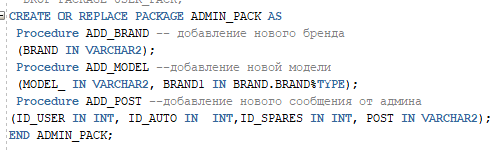 DROP PACKAGE USER_PACK;
CREATE OR REPLACE PACKAGE ADMIN_PACK AS
Procedure ADD_BRAND -- добавление нового бренда
(BRAND IN VARCHAR2);
Procedure ADD_MODEL --добавление новой модели
(MODEL_ IN VARCHAR2, BRAND1 IN BRAND.BRAND%TYPE);
Procedure ADD_POST --добавление нового сообщения от админа
(ID_USER IN INT, ID_AUTO IN  INT,ID_SPARES IN INT, POST IN VARCHAR2);
END ADMIN_PACK;